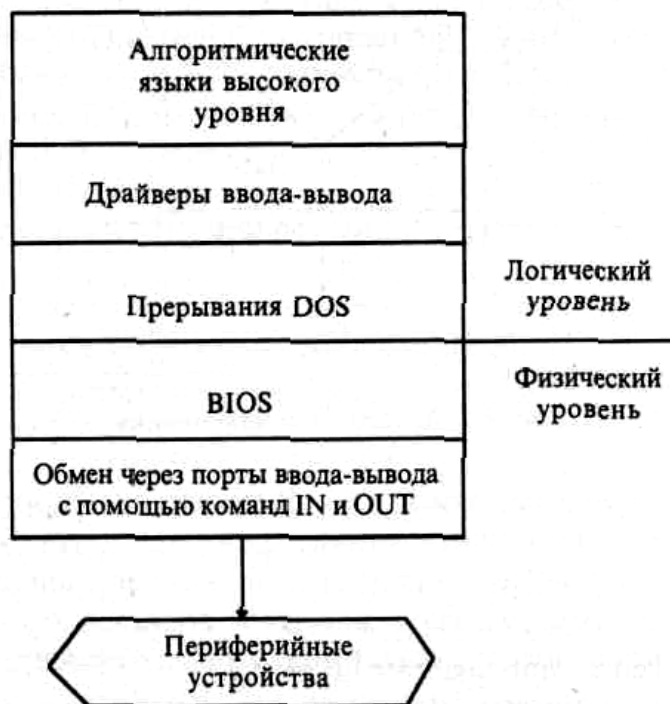 Алгоритмические
языки высокого
уровня
Драйверы ввода-вывода
Прерывания DOS
Логический
уровень
BIOS
Физический
уровень
Обмен через порты ввода-вывода
с помощью команд IN и OUT
Периферийные
устройства